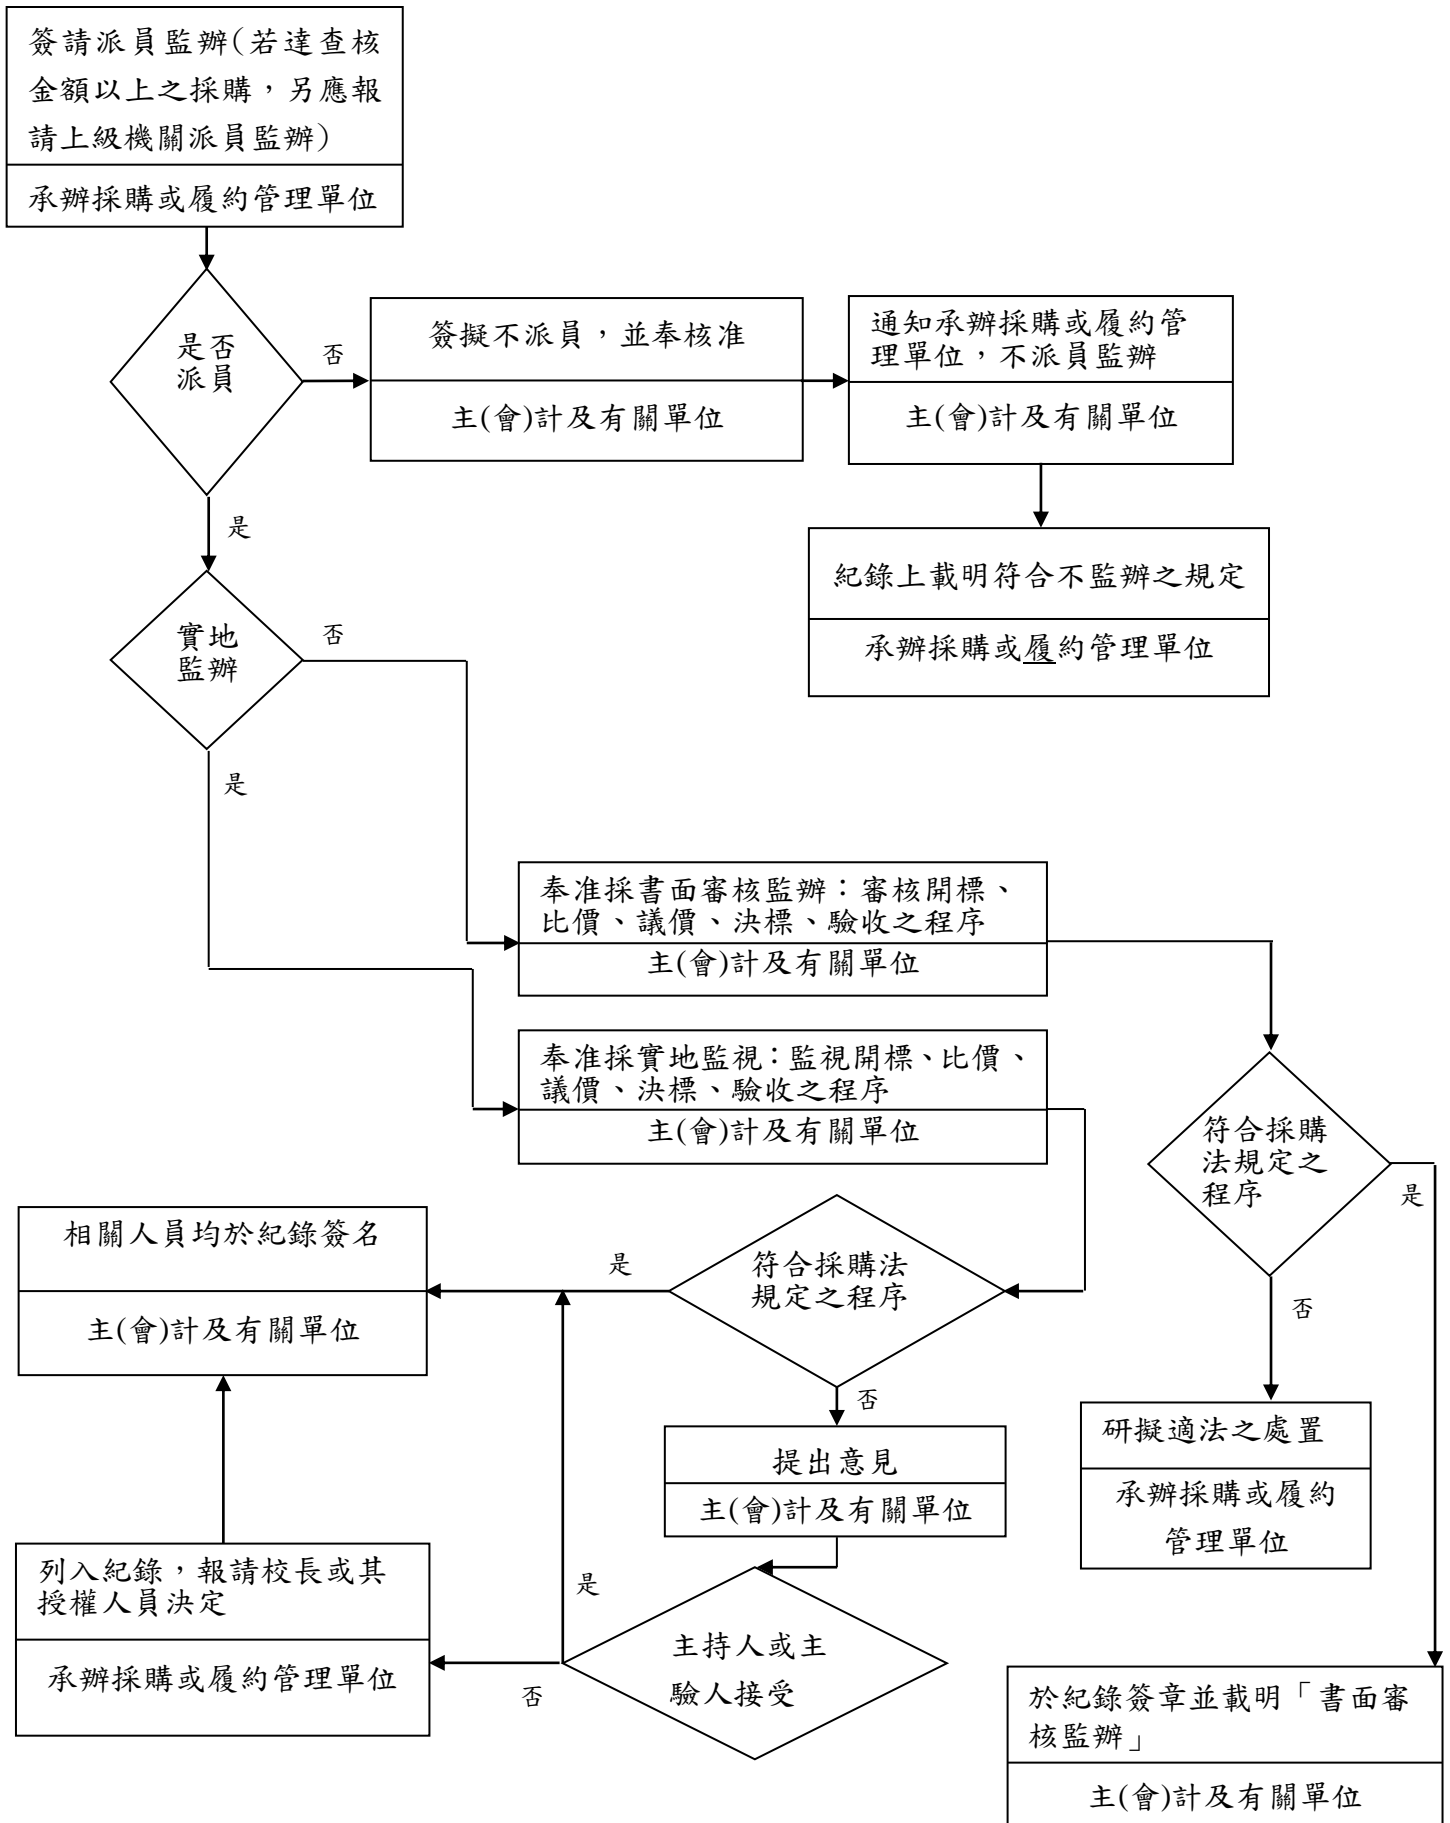 簽請派員監辦(若達查核
金額以上之採購，另應報
請上級機關派員監辦)
承辦採購或履約管理單位
是否
派員
否
簽擬不派員，並奉核准
主(會)計及有關單位
通知承辦採購或履約管
理單位，不派員監辦
主(會)計及有關單位
是
紀錄上載明符合不監辦之規定
承辦採購或履約管理單位
實地
監辦
否
是
奉准採書面審核監辦：審核開標、
比價、議價、決標、驗收之程序
主(會)計及有關單位
奉准採實地監視：監視開標、比價、
議價、決標、驗收之程序
主(會)計及有關單位
符合採購
法規定之
程序
是
否
相關人員均於紀錄簽名
主(會)計及有關單位
是
符合採購法
規定之程序
否
提出意見
主(會)計及有關單位
研擬適法之處置
承辦採購或履約
管理單位
列入紀錄，報請校長或其
授權人員決定
承辦採購或履約管理單位
是
否
主持人或主
驗人接受
於紀錄簽章並載明「書面審
核監辦」
主(會)計及有關單位